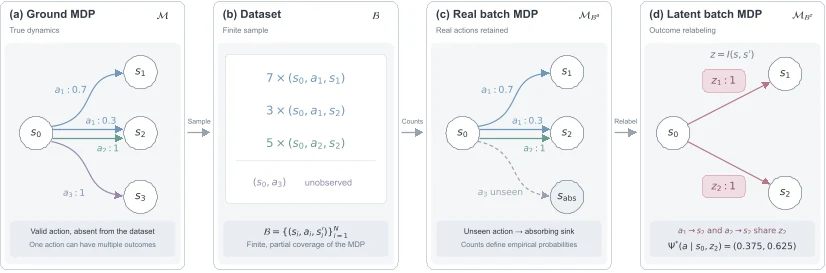 (a) Ground MDP ℳ
True dynamics
a₁ : 0.7
s₁
s₀
a₁ : 0.3
s₂
a₂ : 1
a₃ : 1
s₃
Valid action, absent from the dataset
One action can have multiple outcomes
Sample
(b) Dataset ℬ
Finite sample
7 × (s₀, a₁, s₁)
3 × (s₀, a₁, s₂)
5 × (s₀, a₂, s₂)
(s₀, a₃) unobserved
ℬ = {(sᵢ, aᵢ, s′ᵢ)}ᴺᵢ₌₁
Finite, partial coverage of the MDP
Counts
(c) Real batch MDP ℳ_ℬᵃ
Real actions retained
a₁ : 0.7
s₁
s₀
a₁ : 0.3
s₂
a₂ : 1
a₃ unseen
s_abs
Unseen action → absorbing sink
Counts define empirical probabilities
Relabel
(d) Latent batch MDP ℳ_ℬᶻ
Outcome relabeling
z = I(s, s′)
z₁ : 1
s₁
s₀
z₂ : 1
s₂
a₁ → s₂ and a₂ → s₂ share z₂
Ψ*(a | s₀, z₂) = (0.375, 0.625)